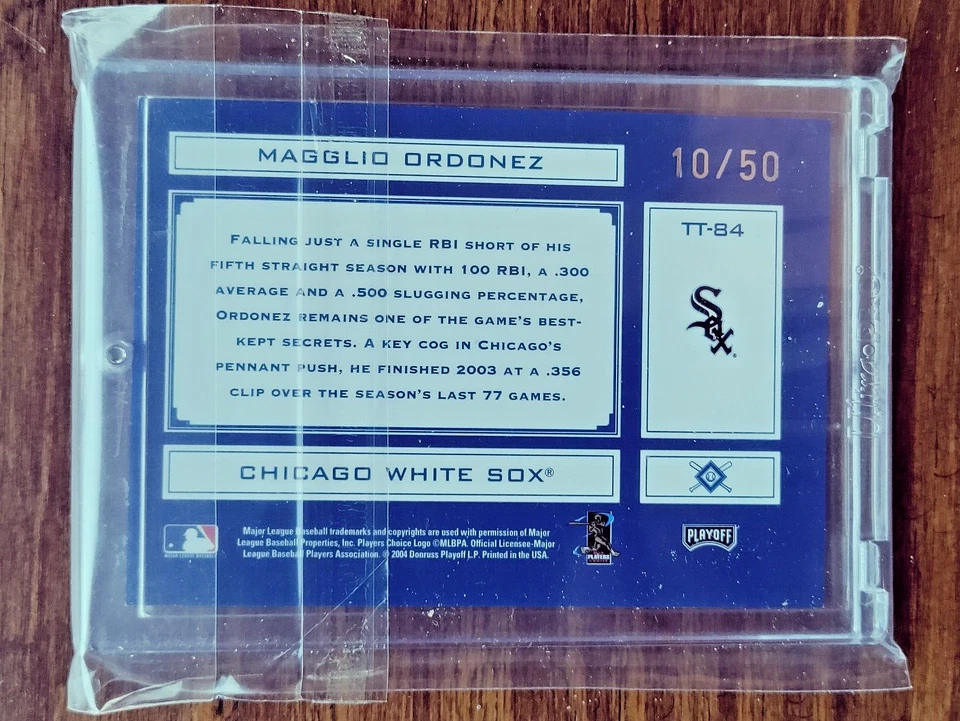 MAGGLIO ORDONEZ
10/50
FALLING JUST A SINGLE RBI SHORT OF HIS
FIFTH STRAIGHT SEASON WITH 100 RBI, A .300
AVERAGE AND A .500 SLUGGING PERCENTAGE,
ORDONEZ REMAINS ONE OF THE GAME'S BEST-
KEPT SECRETS. A KEY COG IN CHICAGO'S
PENNANT PUSH, HE FINISHED 2003 AT A .356
CLIP OVER THE SEASON'S LAST 77 GAMES.
TT-84
Sox
CHICAGO WHITE SOX®
Major League Baseball trademarks and copyrights are used with permission of Major
League Baseball Properties, Inc. Players Choice Logo ©MLBPA. Official Licensee-Major
League Baseball Players Association. © 2004 Donruss Playoff L.P. Printed in the USA.
PLAYERS
PLAYOFF